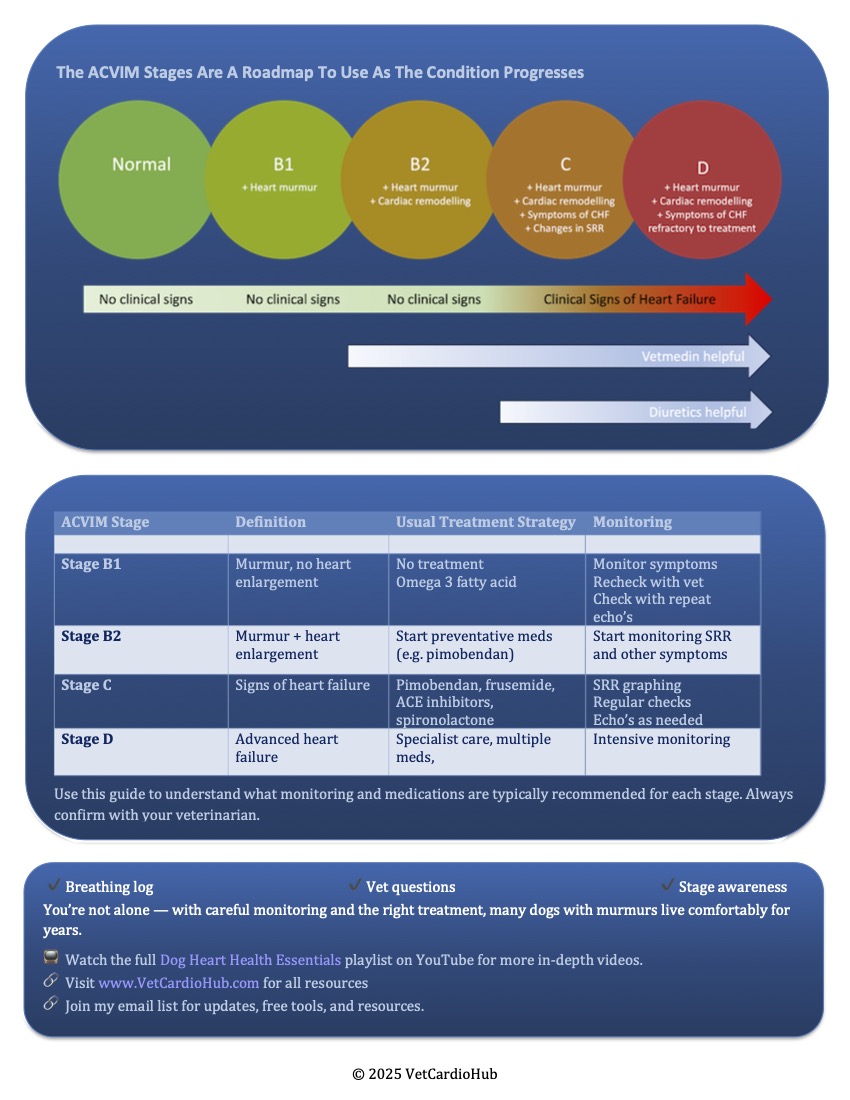 The ACVIM Stages Are A Roadmap To Use As The Condition Progresses
Normal
B1
+ Heart murmur
B2
+ Heart murmur
+ Cardiac remodelling
C
+ Heart murmur
+ Cardiac remodelling
+ Symptoms of CHF
+ Changes in SRR
D
+ Heart murmur
+ Cardiac remodelling
+ Symptoms of CHF
refractory to treatment
No clinical signs
No clinical signs
No clinical signs
Clinical Signs of Heart Failure
Vetmedin helpful
Diuretics helpful
ACVIM Stage
Definition
Usual Treatment Strategy
Monitoring
Stage B1
Murmur, no heart
enlargement
No treatment
Omega 3 fatty acid
Monitor symptoms
Recheck with vet
Check with repeat
echo’s
Stage B2
Murmur + heart
enlargement
Start preventative meds
(e.g. pimobendan)
Start monitoring SRR
and other symptoms
Stage C
Signs of heart failure
Pimobendan, frusemide,
ACE inhibitors,
spironolactone
SRR graphing
Regular checks
Echo’s as needed
Stage D
Advanced heart
failure
Specialist care, multiple
meds,
Intensive monitoring
Use this guide to understand what monitoring and medications are typically recommended for each stage. Always
confirm with your veterinarian.
✔ Breathing log
✔ Vet questions
✔ Stage awareness
You’re not alone — with careful monitoring and the right treatment, many dogs with murmurs live comfortably for
years.
Watch the full Dog Heart Health Essentials playlist on YouTube for more in-depth videos.
Visit www.VetCardioHub.com for all resources
Join my email list for updates, free tools, and resources.
© 2025 VetCardioHub